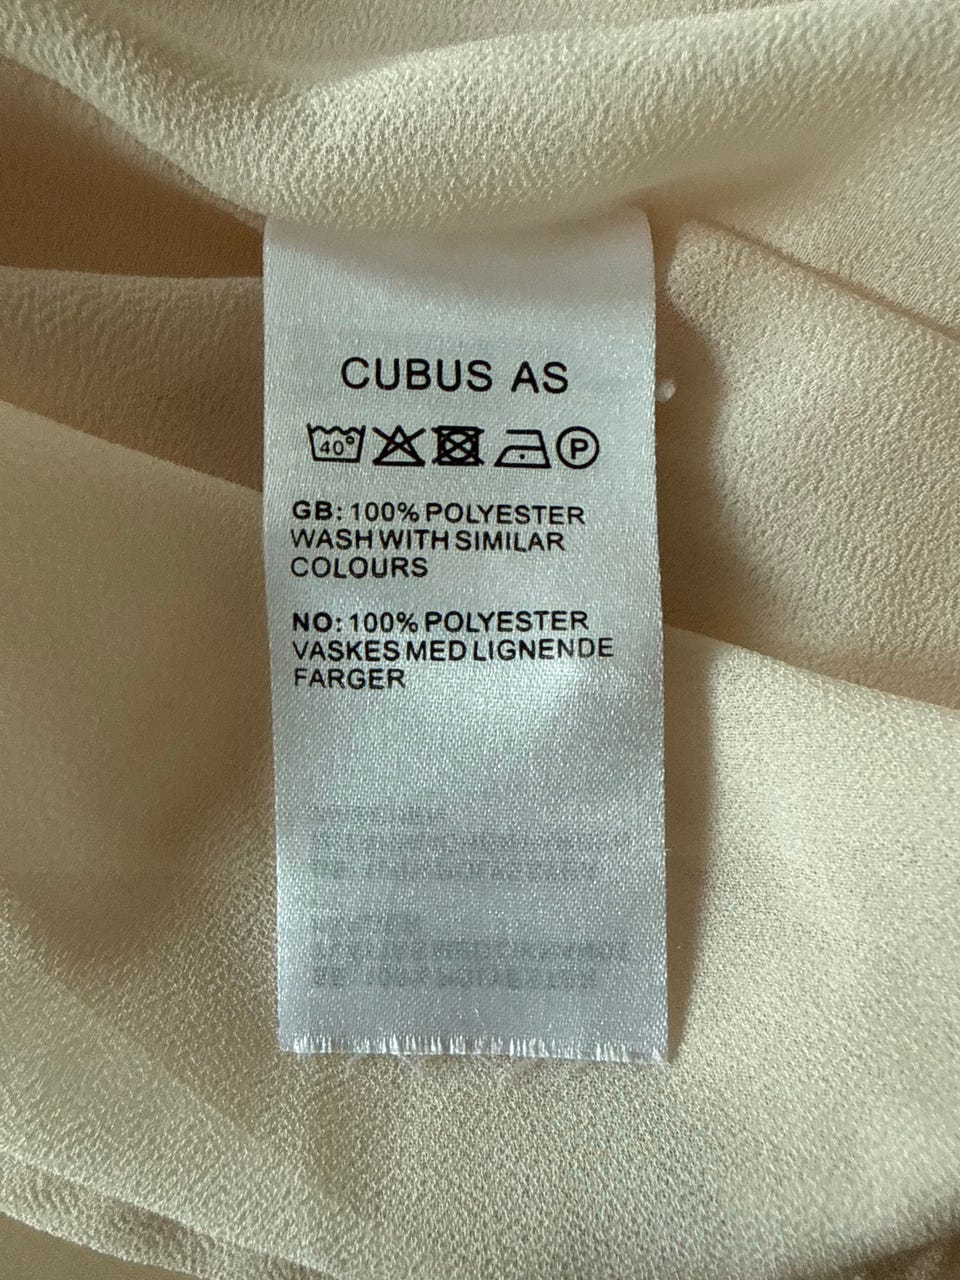 CUBUS AS
40° P
GB: 100% POLYESTER
WASH WITH SIMILAR
COLOURS
NO: 100% POLYESTER
VASKES MED LIGNENDE
FARGER